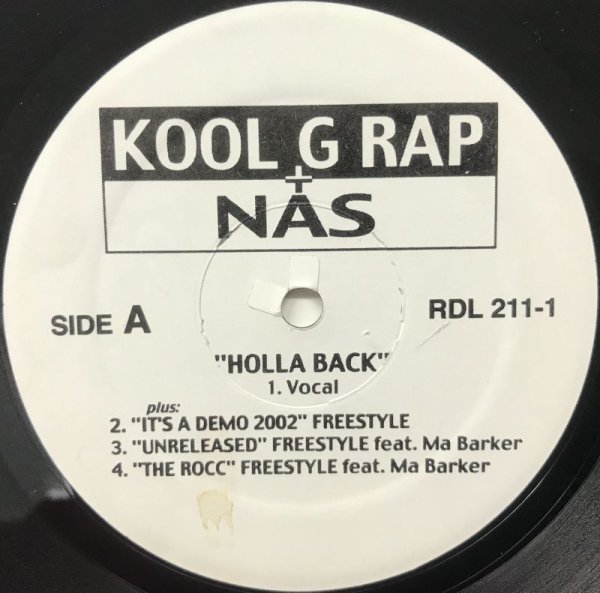 KOOL G RAP
+
NAS
SIDE A
RDL 211-1
"HOLLA BACK"
1. Vocal
plus:
2. "IT'S A DEMO 2002" FREESTYLE
3. "UNRELEASED" FREESTYLE feat. Ma Barker
4. "THE ROCC" FREESTYLE feat. Ma Barker